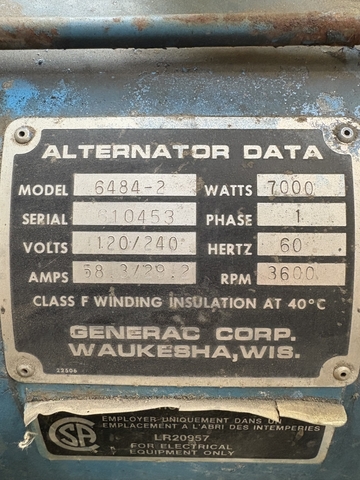 ALTERNATOR DATA
MODEL 6484-2 WATTS 7000
SERIAL 610453 PHASE 1
VOLTS 120/240 HERTZ 60
AMPS 58.3/29.2 RPM 3600
CLASS F WINDING INSULATION AT 40°C
GENERAC CORP.
WAUKESHA, WIS.
22506
EMPLOYER-UNIQUEMENT DANS UN
EMPLACEMENT A L'ABRI DES INTEMPERIES
SA
LR20957
FOR ELECTRICAL
EQUIPMENT ONLY